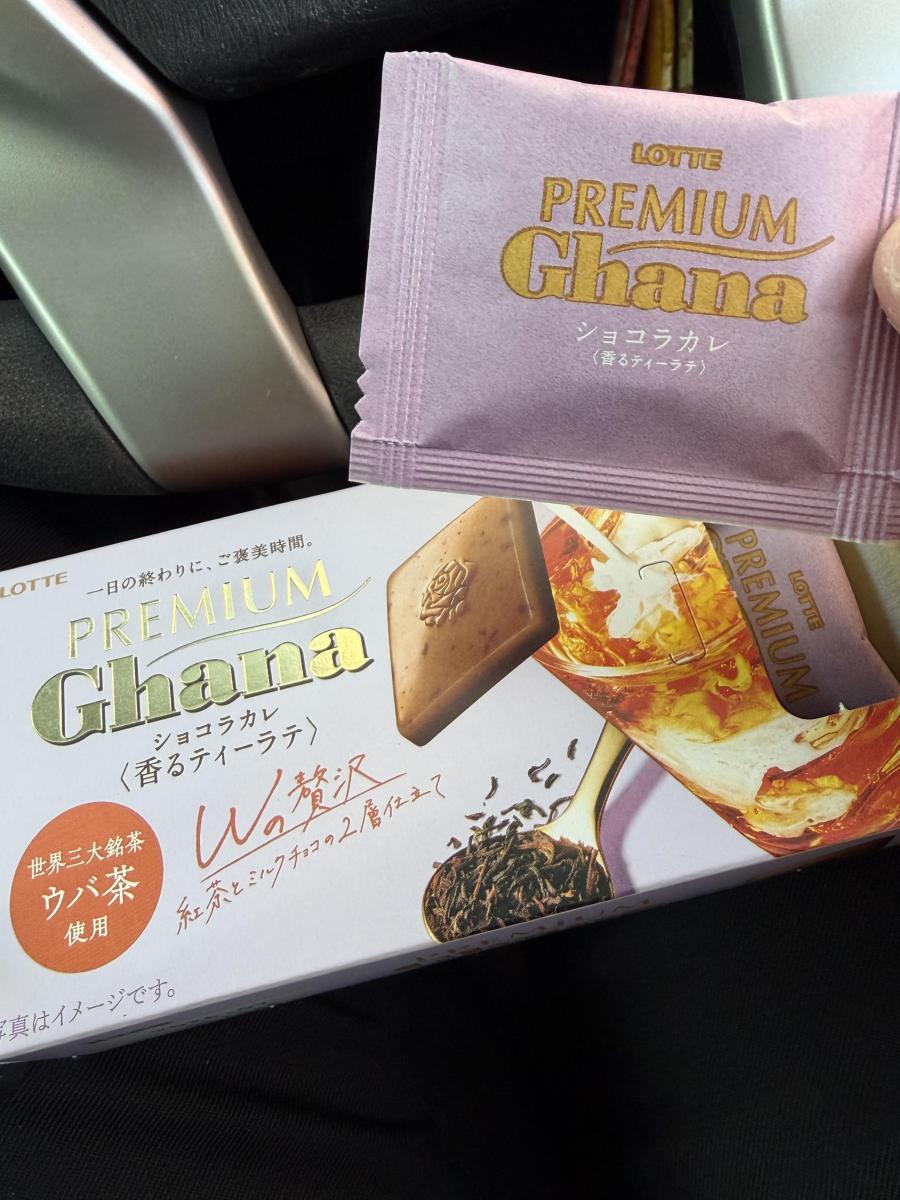 LOTTE
PREMIUM
Ghana
ショコラカレ
〈香るティーラテ〉
LOTTE
一日の終わりに、ご褒美時間。
PREMIUM
Ghana
ショコラカレ
〈香るティーラテ〉
Wの贅沢
紅茶とミルクチョコの2層仕立て
世界三大銘茶
ウバ茶
使用
写真はイメージです。
LOTTE
PREMIUM
PREMIUM